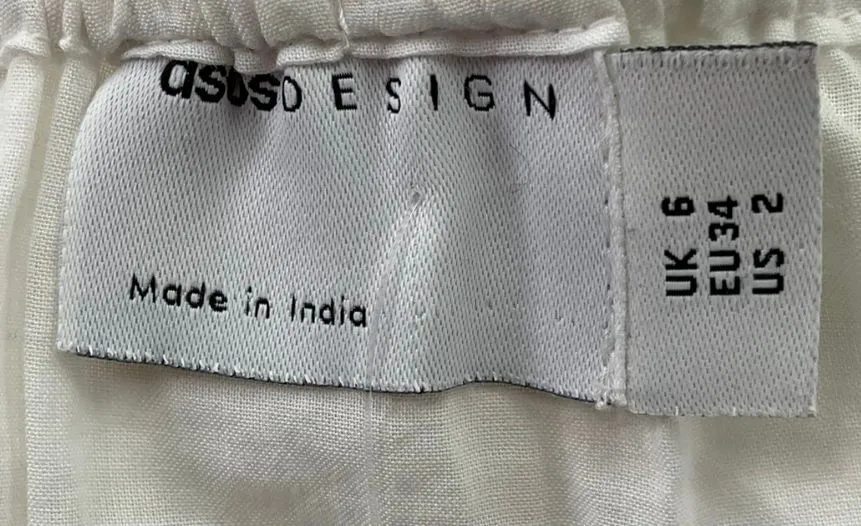 asos DESIGN
Made in India
UK 6
EU 34
US 2